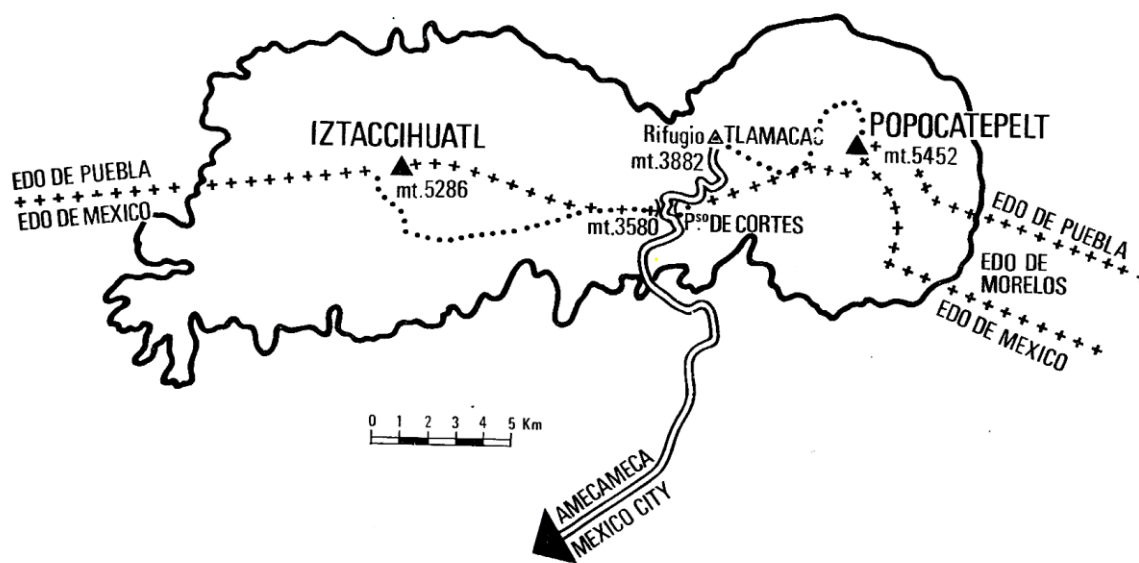 IZTACCIHUATL
mt.5286
EDO DE PUEBLA
EDO DE MEXICO
Rifugio TLAMACAC
mt.3882
POPOCATEPELT
mt.5452
mt.3580 Pso. DE CORTES
EDO DE PUEBLA
EDO DE
MORELOS
EDO DE MEXICO
0 1 2 3 4 5 Km
AMECAMECA
MEXICO CITY